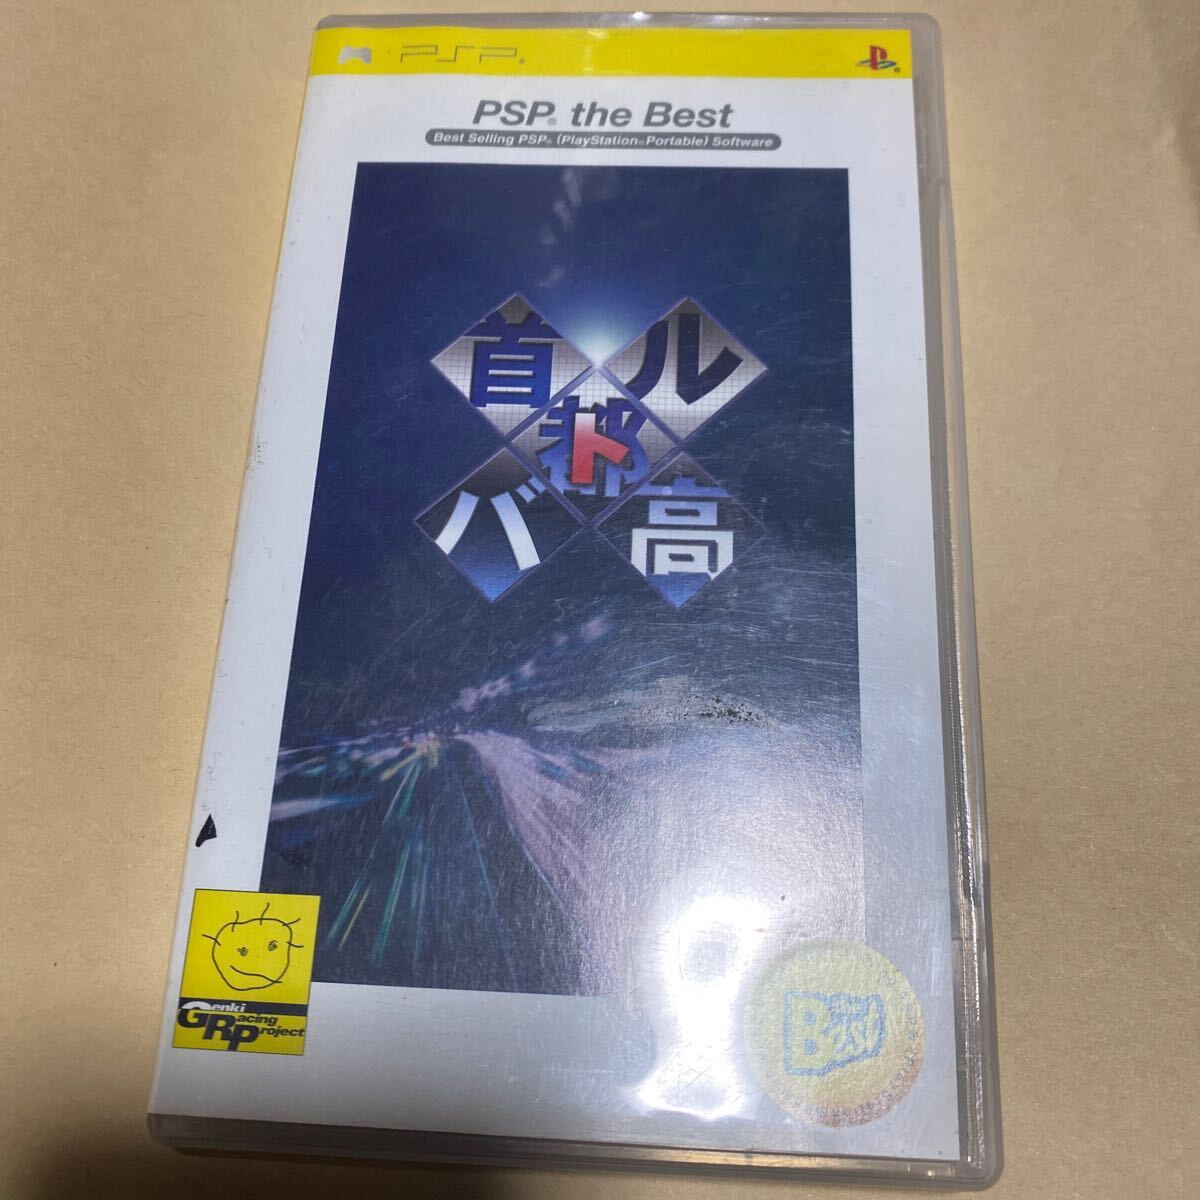 PSP®
PSP® the Best
Best Selling PSP® (PlayStation®Portable) Software
首都高
バトル
Genki
Racing
Project
the
Best